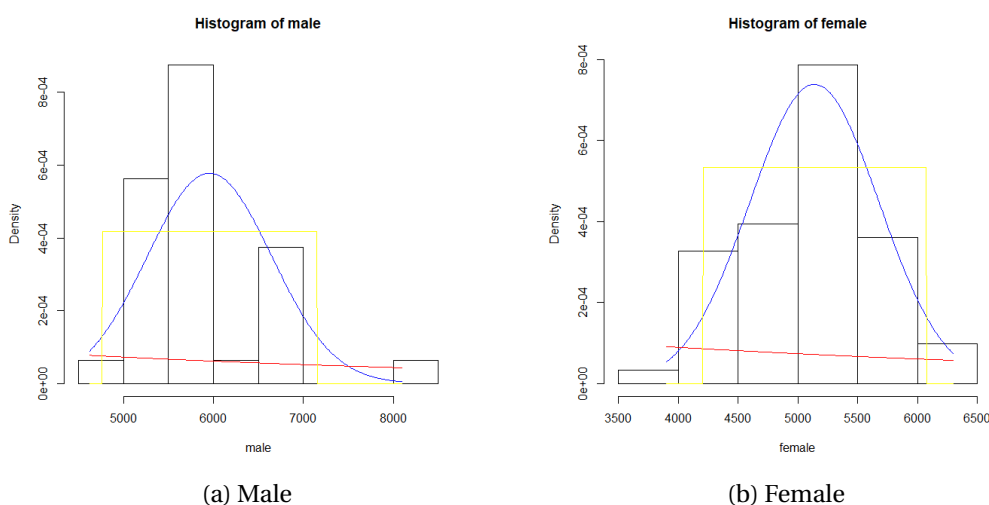 Histogram of male
Density
0e+00 2e-04 4e-04 6e-04 8e-04
5000 6000 7000 8000
male
(a) Male
Histogram of female
Density
0e+00 2e-04 4e-04 6e-04 8e-04
3500 4000 4500 5000 5500 6000 6500
female
(b) Female